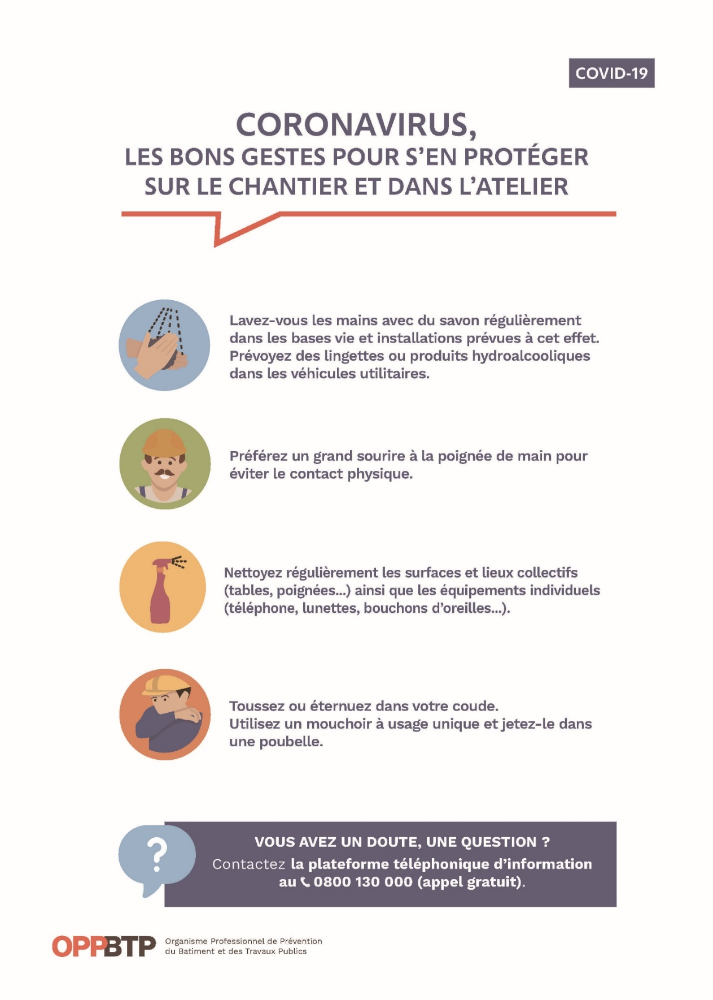 COVID-19
CORONAVIRUS,
LES BONS GESTES POUR S'EN PROTÉGER
SUR LE CHANTIER ET DANS L'ATELIER
Lavez-vous les mains avec du savon régulièrement
dans les bases vie et installations prévues à cet effet.
Prévoyez des lingettes ou produits hydroalcooliques
dans les véhicules utilitaires.
Préférez un grand sourire à la poignée de main pour
éviter le contact physique.
Nettoyez régulièrement les surfaces et lieux collectifs
(tables, poignées...) ainsi que les équipements individuels
(téléphone, lunettes, bouchons d'oreilles...).
Toussez ou éternuez dans votre coude.
Utilisez un mouchoir à usage unique et jetez-le dans
une poubelle.
?
VOUS AVEZ UN DOUTE, UNE QUESTION ?
Contactez la plateforme téléphonique d'information
au 0800 130 000 (appel gratuit).
OPPBTP
Organisme Professionnel de Prévention
du Batiment et des Travaux Publics